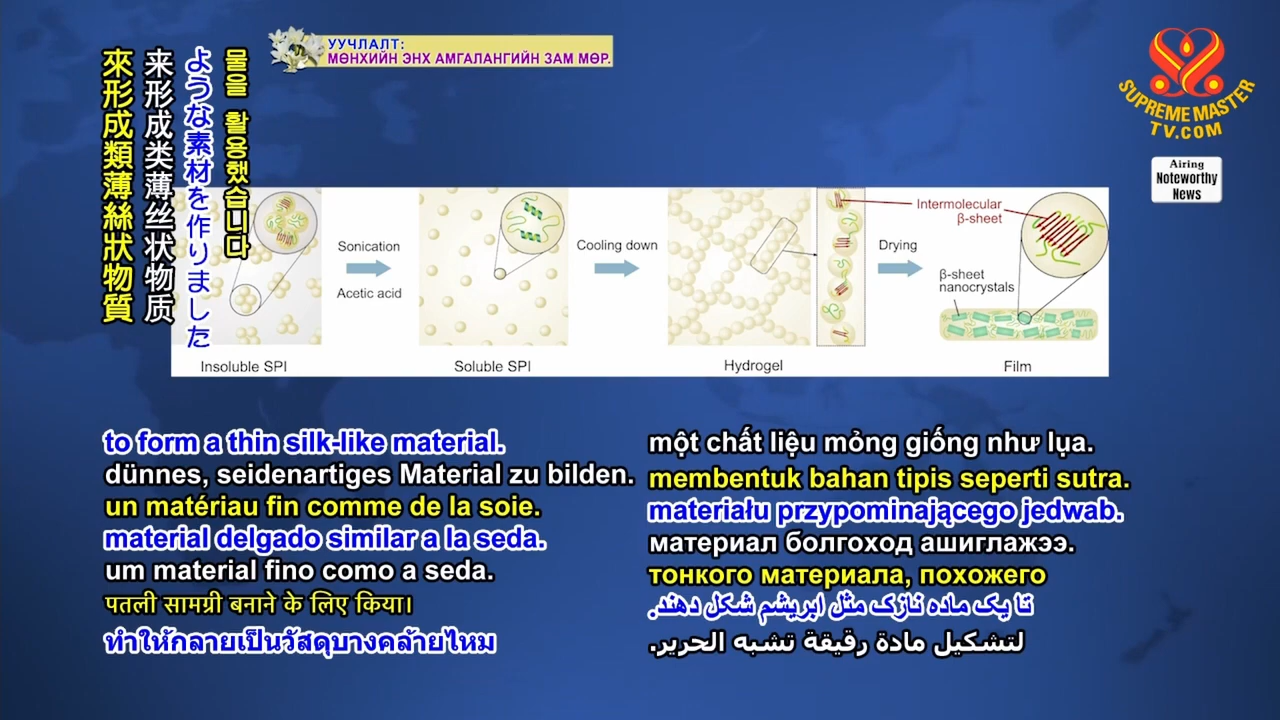 УУЧЛАЛТ:
МӨНХИЙН ЭНХ АМГАЛАНГИЙН ЗАМ МӨР.
SUPREME MASTER
TV.COM
Airing
Noteworthy
News
물을 활용했습니다
ような素材を作りました
来形成类薄丝状物质
來形成類薄絲狀物質
Insoluble SPI
Sonication
Acetic acid
Soluble SPI
Cooling down
Hydrogel
Intermolecular
β-sheet
Drying
β-sheet
nanocrystals
Film
to form a thin silk-like material.
dünnes, seidenartiges Material zu bilden.
un matériau fin comme de la soie.
material delgado similar a la seda.
um material fino como a seda.
पतली सामग्री बनाने के लिए किया।
ทำให้กลายเป็นวัสดุบางคล้ายไหม
một chất liệu mỏng giống như lụa.
membentuk bahan tipis seperti sutra.
materiału przypominającego jedwab.
материал болгоход ашиглажээ.
тонкого материала, похожего
تا یک ماده نازک مثل ابریشم شکل دهند.
لتشكيل مادة رقيقة تشبه الحرير.